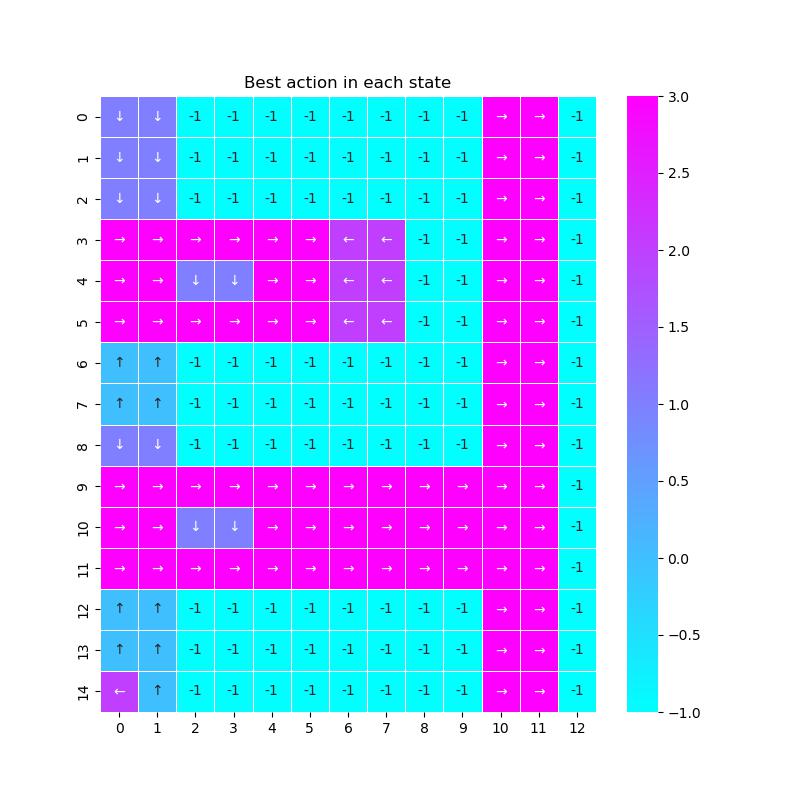 Best action in each state
0 ↓ ↓ -1 -1 -1 -1 -1 -1 -1 -1 → → -1
1 ↓ ↓ -1 -1 -1 -1 -1 -1 -1 -1 → → -1
2 ↓ ↓ -1 -1 -1 -1 -1 -1 -1 -1 → → -1
3 → → → → → → ← ← -1 -1 → → -1
4 → → ↓ ↓ → → ← ← -1 -1 → → -1
5 → → → → → → ← ← -1 -1 → → -1
6 ↑ ↑ -1 -1 -1 -1 -1 -1 -1 -1 → → -1
7 ↑ ↑ -1 -1 -1 -1 -1 -1 -1 -1 → → -1
8 ↓ ↓ -1 -1 -1 -1 -1 -1 -1 -1 → → -1
9 → → → → → → → → → → → → -1
10 → → ↓ ↓ → → → → → → → → -1
11 → → → → → → → → → → → → -1
12 ↑ ↑ -1 -1 -1 -1 -1 -1 -1 -1 → → -1
13 ↑ ↑ -1 -1 -1 -1 -1 -1 -1 -1 → → -1
14 ← ↑ -1 -1 -1 -1 -1 -1 -1 -1 → → -1
0 1 2 3 4 5 6 7 8 9 10 11 12
3.0
2.5
2.0
1.5
1.0
0.5
0.0
−0.5
−1.0